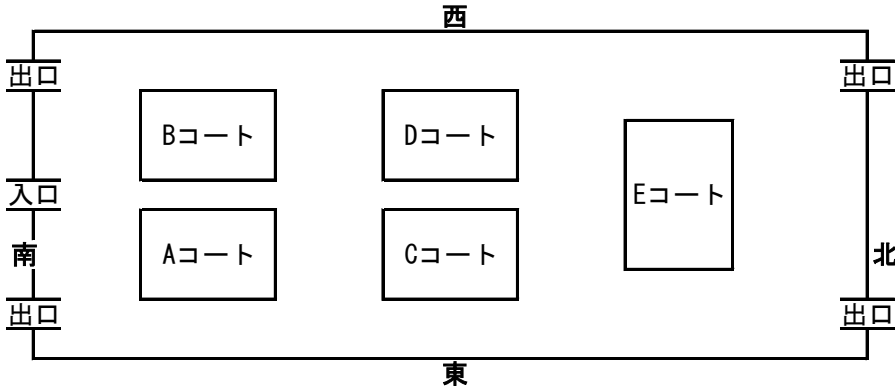 西
出口 出口
Bコート Dコート
入口 Eコート
南 Aコート Cコート 北
出口 出口
東